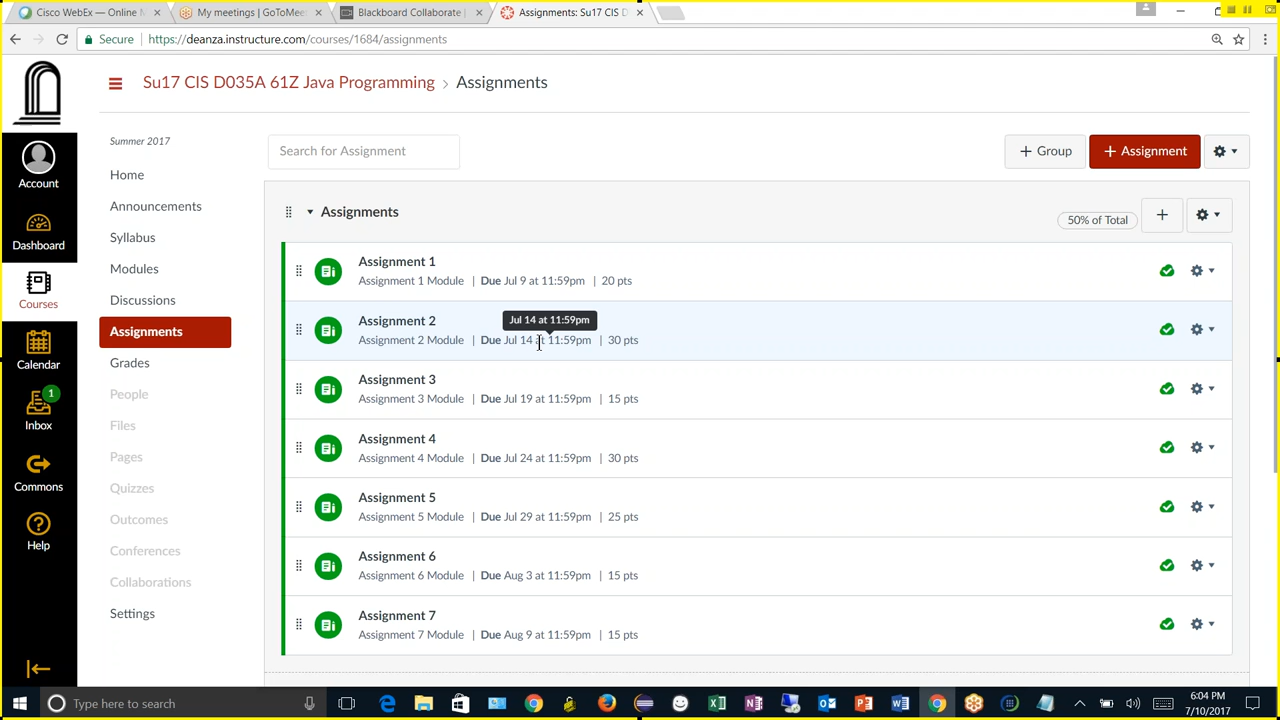 Cisco WebEx — Online M
My meetings | GoToMee
Blackboard Collaborate |
Assignments: Su17 CIS D
Secure
https://deanza.instructure.com/courses/1684/assignments
Su17 CIS D035A 61Z Java Programming › Assignments
Account
Dashboard
Courses
Calendar
1
Inbox
Commons
Help
Summer 2017
Home
Announcements
Syllabus
Modules
Discussions
Assignments
Grades
People
Files
Pages
Quizzes
Outcomes
Conferences
Collaborations
Settings
Search for Assignment
+ Group
+ Assignment
Assignments
50% of Total
+
Assignment 1
Assignment 1 Module | Due Jul 9 at 11:59pm | 20 pts
Assignment 2
Jul 14 at 11:59pm
Assignment 2 Module | Due Jul 14 at 11:59pm | 30 pts
Assignment 3
Assignment 3 Module | Due Jul 19 at 11:59pm | 15 pts
Assignment 4
Assignment 4 Module | Due Jul 24 at 11:59pm | 30 pts
Assignment 5
Assignment 5 Module | Due Jul 29 at 11:59pm | 25 pts
Assignment 6
Assignment 6 Module | Due Aug 3 at 11:59pm | 15 pts
Assignment 7
Assignment 7 Module | Due Aug 9 at 11:59pm | 15 pts
Type here to search
6:04 PM
7/10/2017